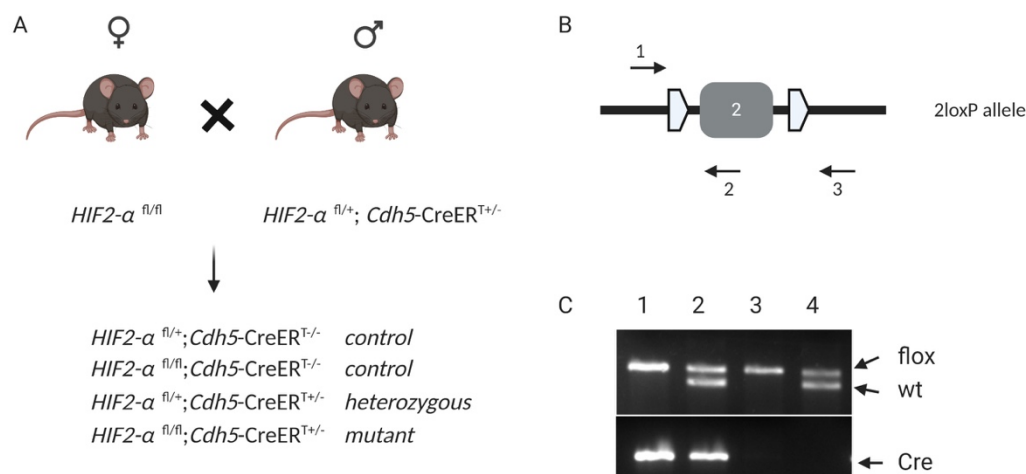 A
♀ ♂
HIF2-α fl/fl
HIF2-α fl/+; Cdh5-CreERT+/-
HIF2-α fl/+;Cdh5-CreERT-/- control
HIF2-α fl/fl;Cdh5-CreERT-/- control
HIF2-α fl/+;Cdh5-CreERT+/- heterozygous
HIF2-α fl/fl;Cdh5-CreERT+/- mutant
B
1
2
2loxP allele
2
3
C
1 2 3 4
flox
wt
Cre